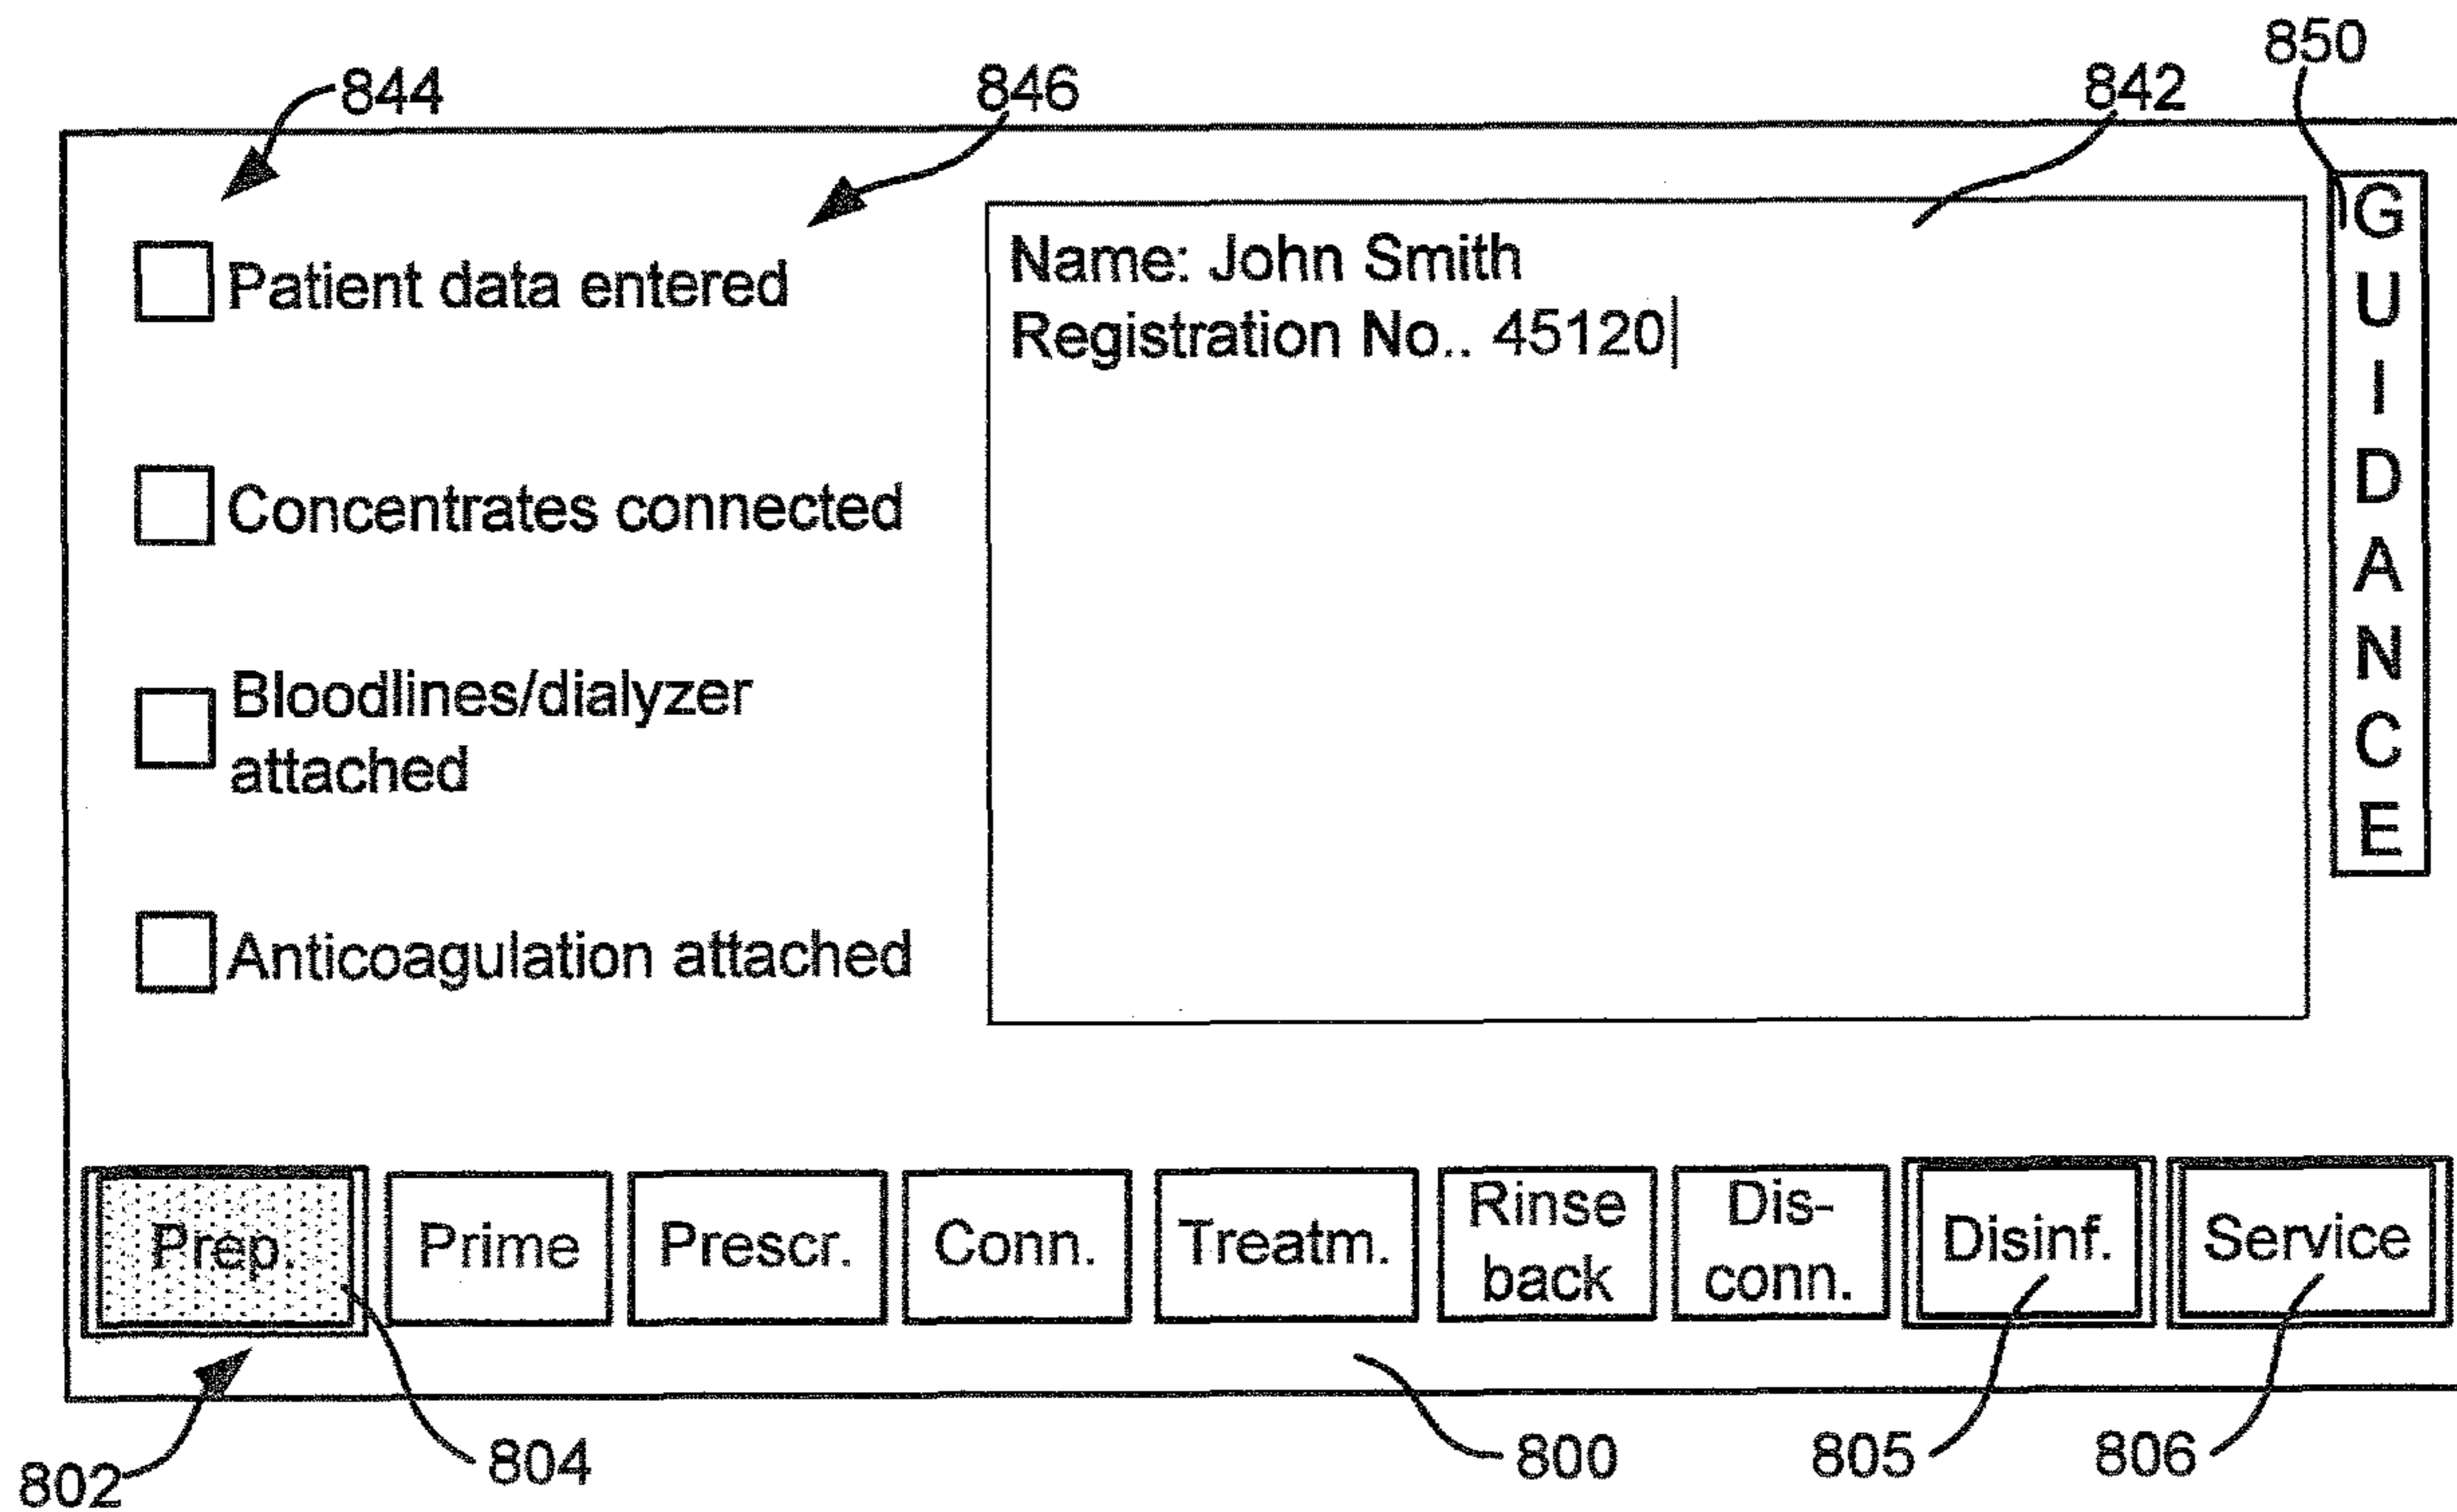 844
846
842
850
Patient data entered
Concentrates connected
Bloodlines/dialyzer
attached
Anticoagulation attached
Name: John Smith
Registration No.. 45120
GUIDANCE
Prep.
Prime
Prescr.
Conn.
Treatm.
Rinse
back
Dis-
conn.
Disinf.
Service
802
804
800
805
806